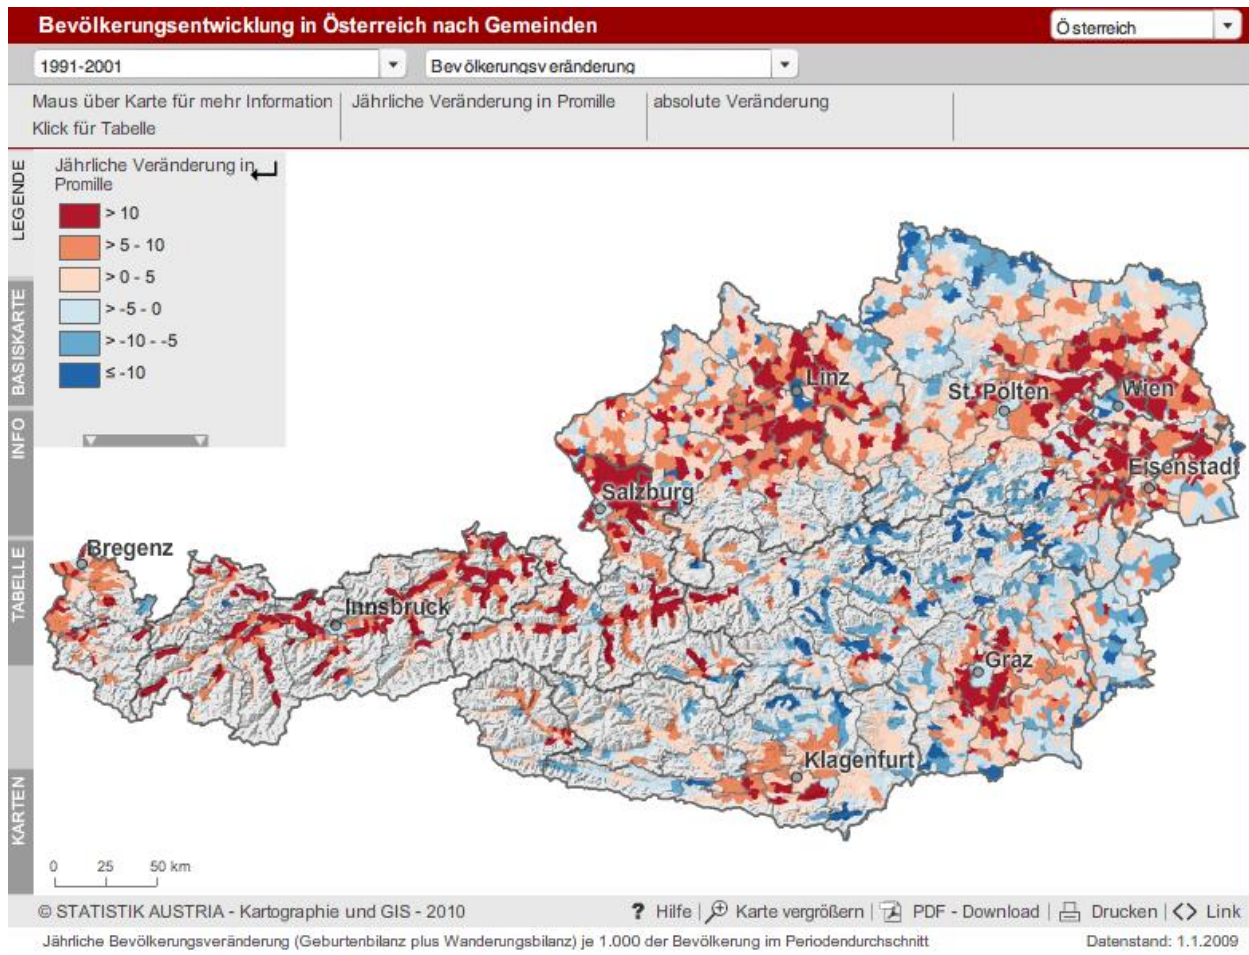 Bevölkerungsentwicklung in Österreich nach Gemeinden
Österreich
1991-2001
Bevölkerungsveränderung
Maus über Karte für mehr Information
Klick für Tabelle
Jährliche Veränderung in Promille
absolute Veränderung
LEGENDE
BASISKARTE
INFO
TABELLE
KARTEN
Jährliche Veränderung in
Promille
> 10
> 5 - 10
> 0 - 5
> -5 - 0
> -10 - -5
≤ -10
Linz
St. Pölten
Wien
Eisenstadt
Salzburg
Bregenz
Innsbruck
Graz
Klagenfurt
0 25 50 km
© STATISTIK AUSTRIA - Kartographie und GIS - 2010
? Hilfe | Karte vergrößern | PDF - Download | Drucken | <> Link
Jährliche Bevölkerungsveränderung (Geburtenbilanz plus Wanderungsbilanz) je 1.000 der Bevölkerung im Periodendurchschnitt
Datenstand: 1.1.2009